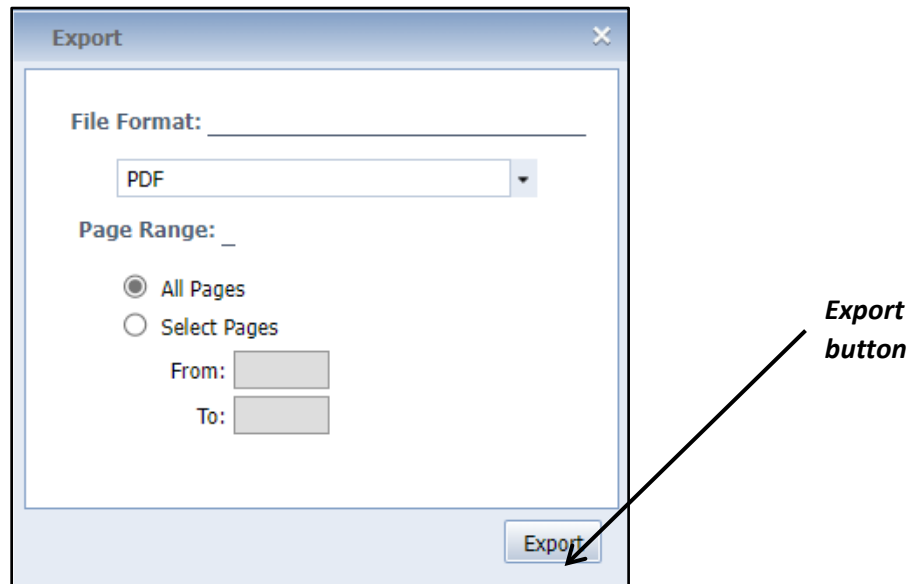 Export
File Format:
PDF
Page Range:
All Pages
Select Pages
From:
To:
Export
button
Export